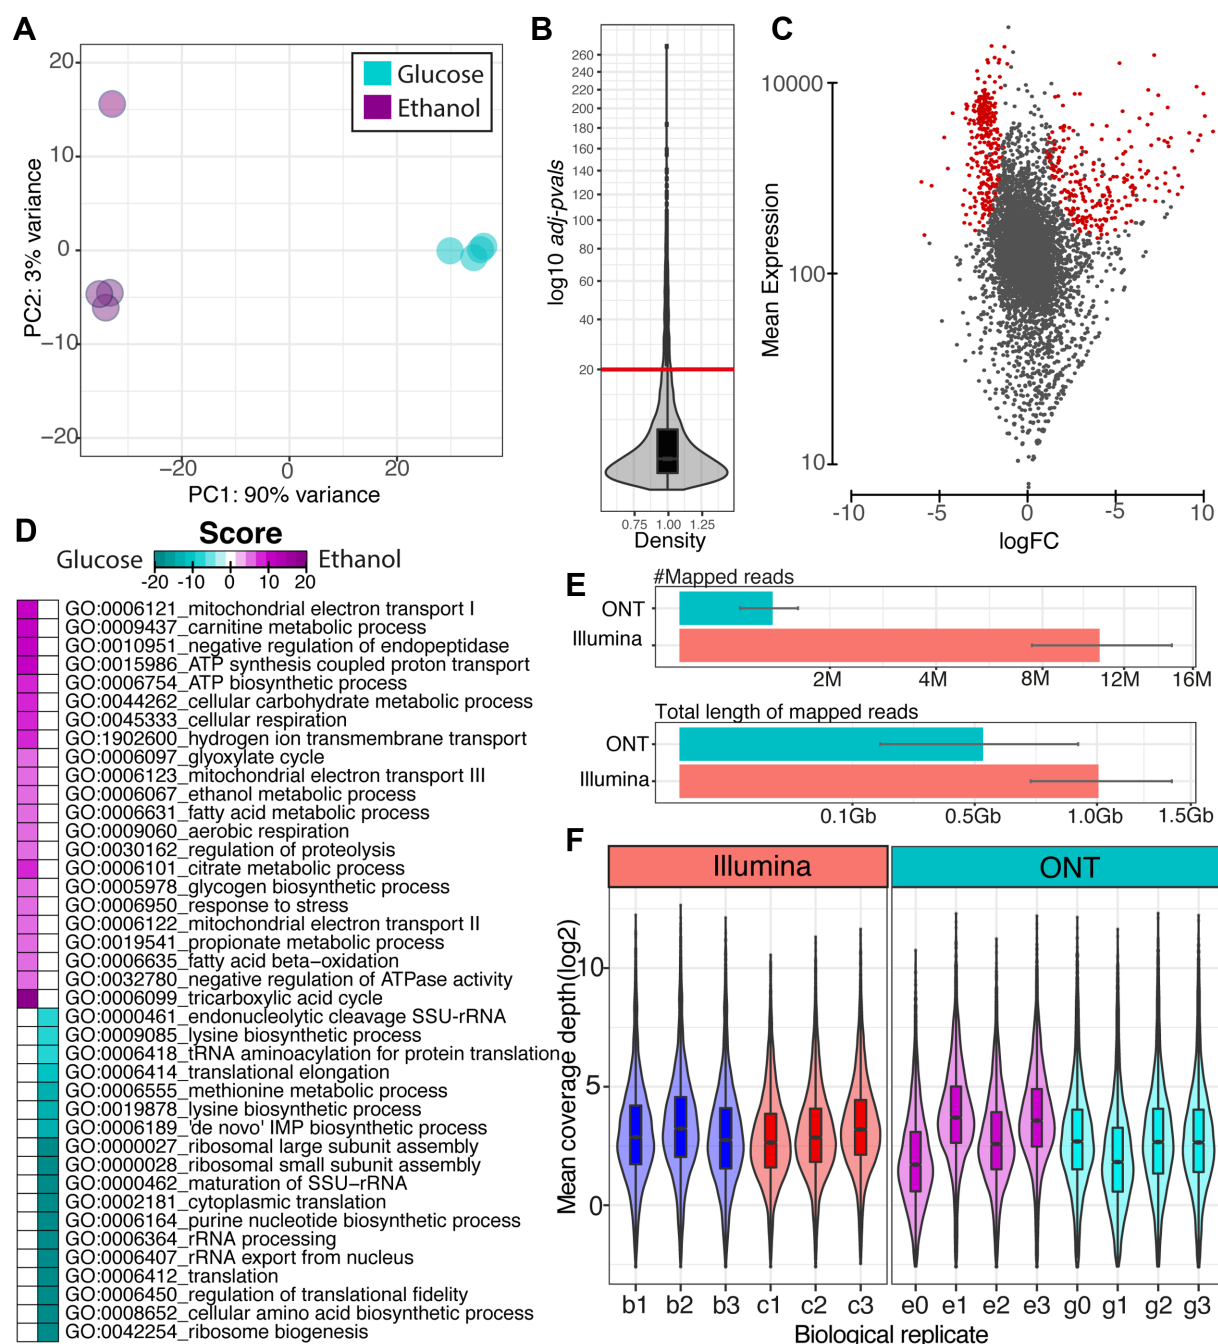 A
20
10
0
−10
−20
−20
0
20
PC2: 3% variance
PC1: 90% variance
Glucose
Ethanol
B
260
240
220
200
180
160
140
120
100
80
60
40
20
log10 adj-pvals
0.75 1.00 1.25
Density
C
10000
100
10
Mean Expression
-10
-5
0
-5
10
logFC
D
Score
Glucose
Ethanol
-20 -10 0 10 20
GO:0006121_mitochondrial electron transport I
GO:0009437_carnitine metabolic process
GO:0010951_negative regulation of endopeptidase
GO:0015986_ATP synthesis coupled proton transport
GO:0006754_ATP biosynthetic process
GO:0044262_cellular carbohydrate metabolic process
GO:0045333_cellular respiration
GO:1902600_hydrogen ion transmembrane transport
GO:0006097_glyoxylate cycle
GO:0006123_mitochondrial electron transport III
GO:0006067_ethanol metabolic process
GO:0006631_fatty acid metabolic process
GO:0009060_aerobic respiration
GO:0030162_regulation of proteolysis
GO:0006101_citrate metabolic process
GO:0005978_glycogen biosynthetic process
GO:0006950_response to stress
GO:0006122_mitochondrial electron transport II
GO:0019541_propionate metabolic process
GO:0006635_fatty acid beta−oxidation
GO:0032780_negative regulation of ATPase activity
GO:0006099_tricarboxylic acid cycle
GO:0000461_endonucleolytic cleavage SSU-rRNA
GO:0009085_lysine biosynthetic process
GO:0006418_tRNA aminoacylation for protein translation
GO:0006414_translational elongation
GO:0006555_methionine metabolic process
GO:0019878_lysine biosynthetic process
GO:0006189_'de novo' IMP biosynthetic process
GO:0000027_ribosomal large subunit assembly
GO:0000028_ribosomal small subunit assembly
GO:0000462_maturation of SSU−rRNA
GO:0002181_cytoplasmic translation
GO:0006164_purine nucleotide biosynthetic process
GO:0006364_rRNA processing
GO:0006407_rRNA export from nucleus
GO:0006412_translation
GO:0006450_regulation of translational fidelity
GO:0008652_cellular amino acid biosynthetic process
GO:0042254_ribosome biogenesis
E
#Mapped reads
ONT
Illumina
2M 4M 8M 12M 16M
Total length of mapped reads
ONT
Illumina
0.1Gb 0.5Gb 1.0Gb 1.5Gb
F
Illumina
ONT
10
5
0
Mean coverage depth(log2)
b1 b2 b3 c1 c2 c3 e0 e1 e2 e3 g0 g1 g2 g3
Biological replicate